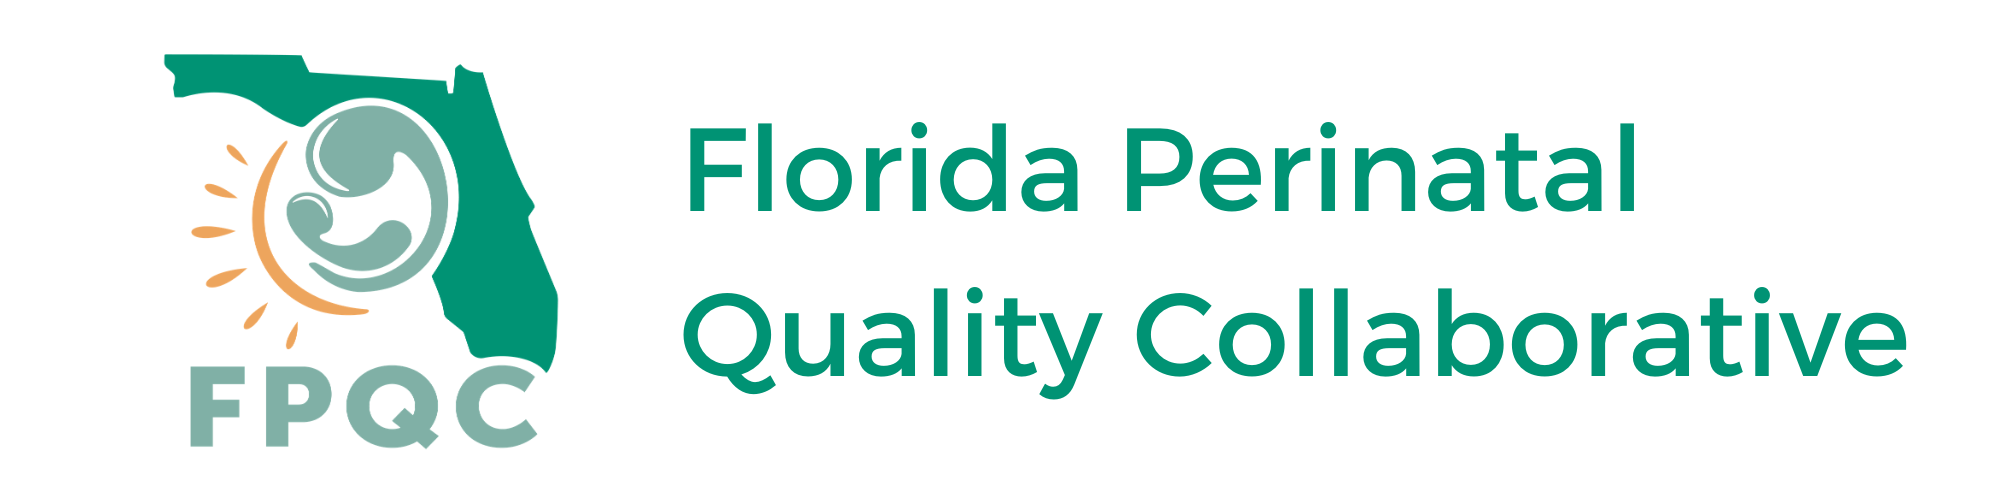 FPQC
Florida Perinatal
Quality Collaborative